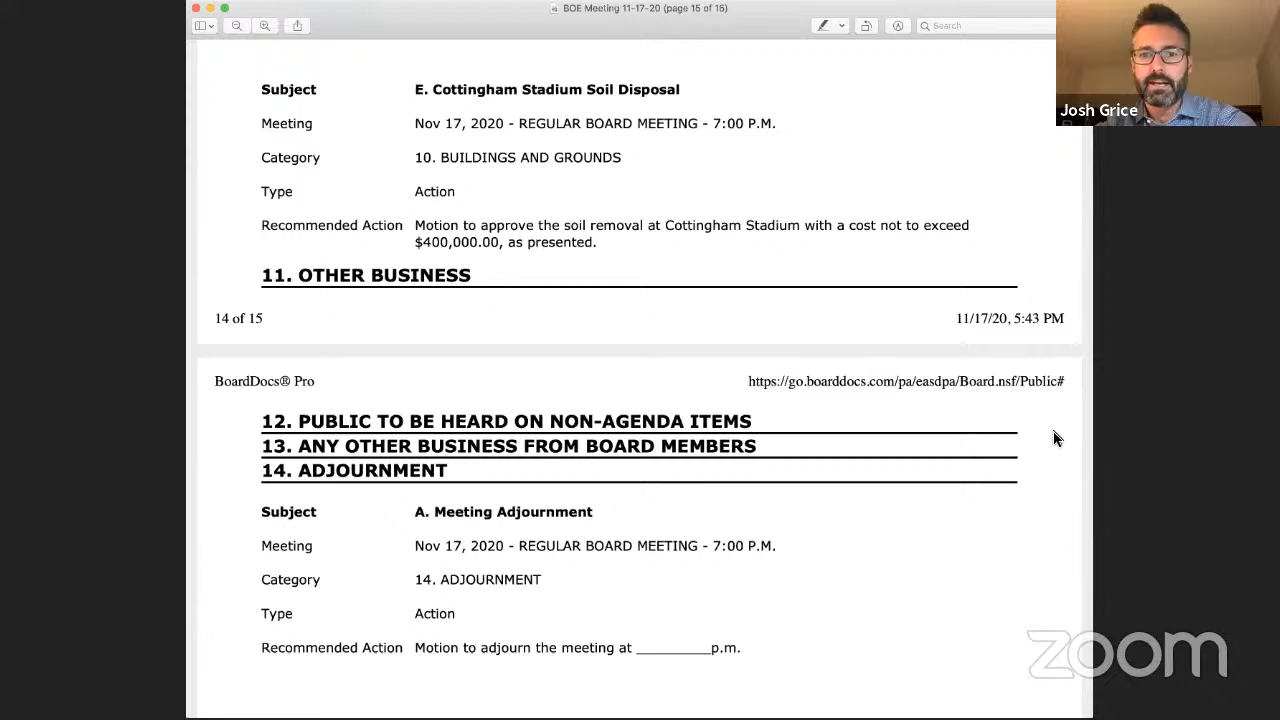 BOE Meeting 11-17-20 (page 15 of 15)
Search
Josh Grice
Subject E. Cottingham Stadium Soil Disposal
Meeting Nov 17, 2020 - REGULAR BOARD MEETING - 7:00 P.M.
Category 10. BUILDINGS AND GROUNDS
Type Action
Recommended Action Motion to approve the soil removal at Cottingham Stadium with a cost not to exceed
$400,000.00, as presented.
11. OTHER BUSINESS
14 of 15 11/17/20, 5:43 PM
BoardDocs® Pro https://go.boarddocs.com/pa/easdpa/Board.nsf/Public#
12. PUBLIC TO BE HEARD ON NON-AGENDA ITEMS
13. ANY OTHER BUSINESS FROM BOARD MEMBERS
14. ADJOURNMENT
Subject A. Meeting Adjournment
Meeting Nov 17, 2020 - REGULAR BOARD MEETING - 7:00 P.M.
Category 14. ADJOURNMENT
Type Action
Recommended Action Motion to adjourn the meeting at __________p.m.
zoom